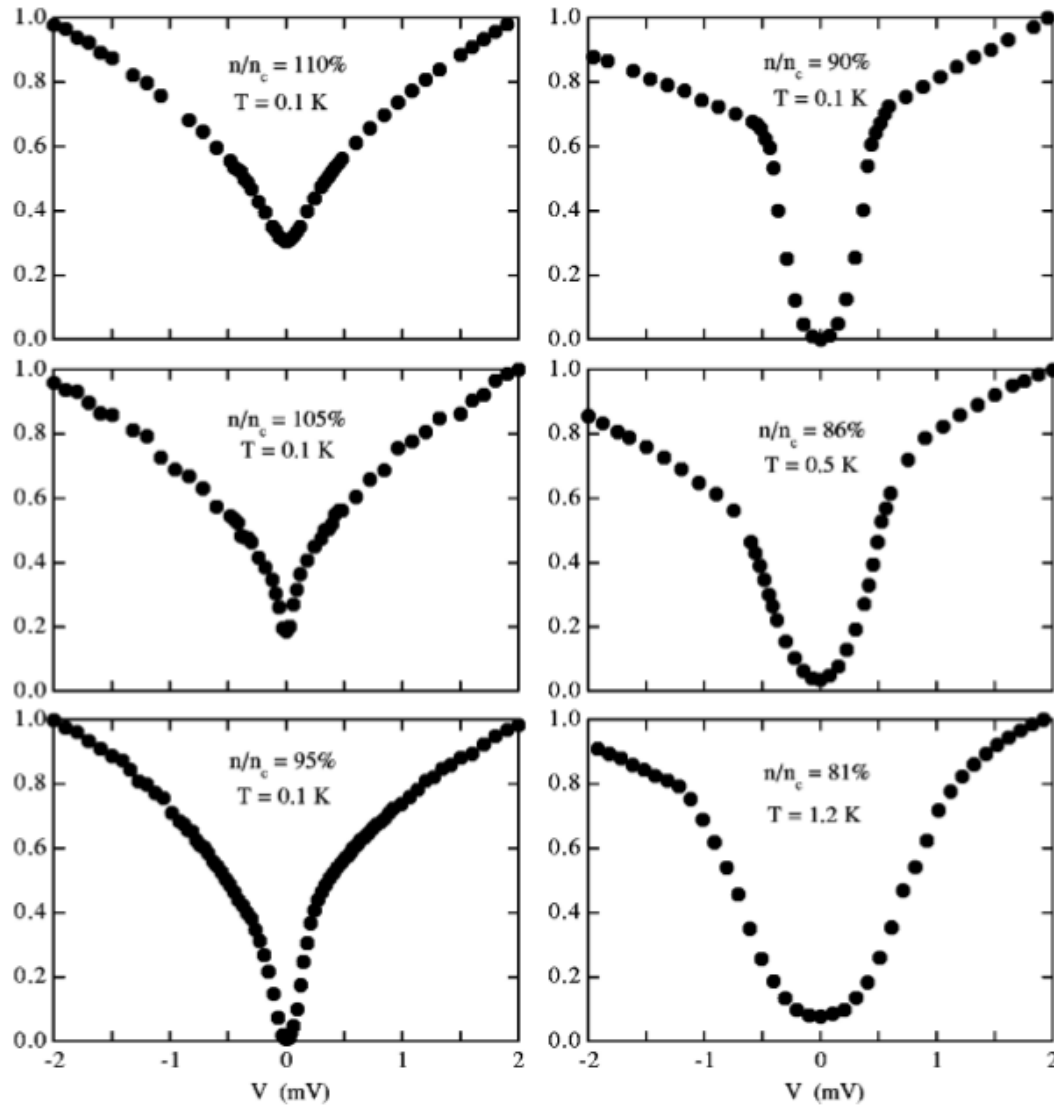 1.0
0.8
0.6
0.4
0.2
0.0
n/n_c = 110%
T = 0.1 K
1.0
0.8
0.6
0.4
0.2
0.0
n/n_c = 90%
T = 0.1 K
1.0
0.8
0.6
0.4
0.2
0.0
n/n_c = 105%
T = 0.1 K
1.0
0.8
0.6
0.4
0.2
0.0
n/n_c = 86%
T = 0.5 K
1.0
0.8
0.6
0.4
0.2
0.0
n/n_c = 95%
T = 0.1 K
-2 -1 0 1 2
V (mV)
1.0
0.8
0.6
0.4
0.2
0.0
n/n_c = 81%
T = 1.2 K
-2 -1 0 1 2
V (mV)